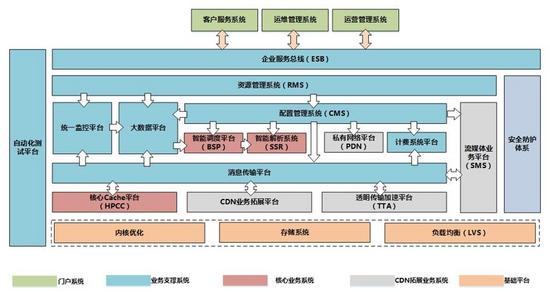 客户服务系统 运维管理系统 运营管理系统
企业服务总线（ESB）
资源管理系统（RMS）
自动化测
试平台
统一监控平台
大数据平台
配置管理系统（CMS）
智能调度平台
（BSP）
智能解析系统
（SSR）
私有网络平台
（PDN）
计费系统平台
流媒体业
务平台
（SMS）
安全防护
体系
消息传输平台
核心Cache平台
（HPCC）
CDN业务拓展平台
透明传输加速平台
（TTA）
内核优化 存储系统 负载均衡（LVS）
门户系统 业务支撑系统 核心业务系统 CDN拓展业务系统 基础平台